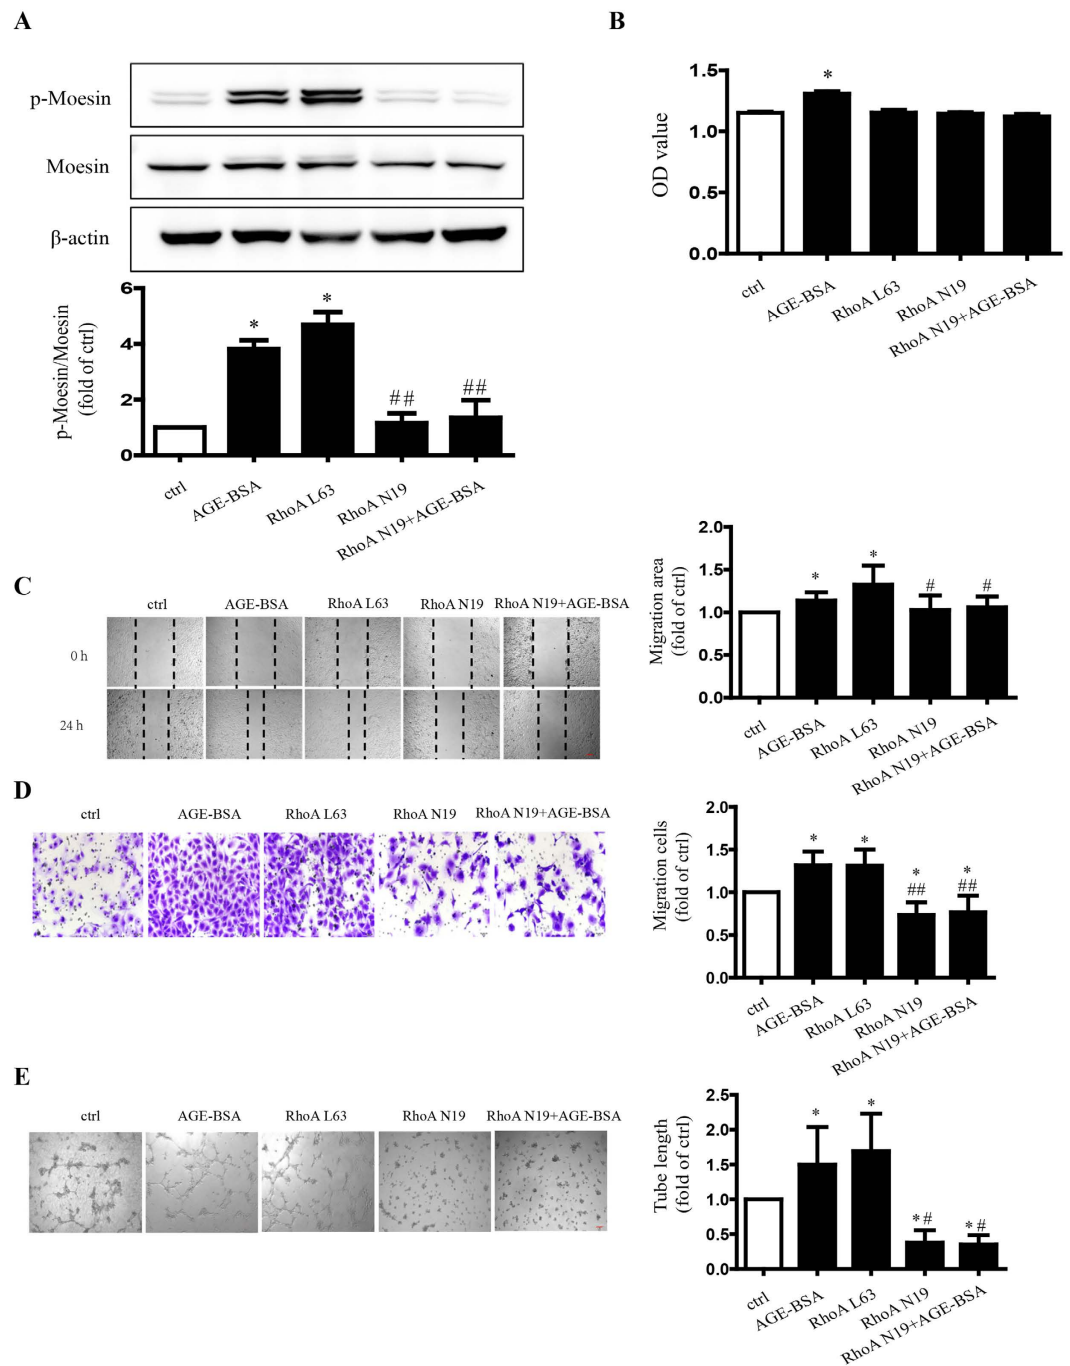 A
p-Moesin
Moesin
β-actin
p-Moesin/Moesin
(fold of ctrl)
6
4
2
0
*
*
##
##
ctrl
AGE-BSA
RhoA L63
RhoA N19
RhoA N19+AGE-BSA
B
OD value
1.5
1.0
0.5
0.0
*
ctrl
AGE-BSA
RhoA L63
RhoA N19
RhoA N19+AGE-BSA
C
ctrl
AGE-BSA
RhoA L63
RhoA N19
RhoA N19+AGE-BSA
0 h
24 h
Migration area
(fold of ctrl)
2.0
1.5
1.0
0.5
0.0
*
*
#
#
ctrl
AGE-BSA
RhoA L63
RhoA N19
RhoA N19+AGE-BSA
D
ctrl
AGE-BSA
RhoA L63
RhoA N19
RhoA N19+AGE-BSA
Migration cells
(fold of ctrl)
2.0
1.5
1.0
0.5
0.0
*
*
*
##
*
##
ctrl
AGE-BSA
RhoA L63
RhoA N19
RhoA N19+AGE-BSA
E
ctrl
AGE-BSA
RhoA L63
RhoA N19
RhoA N19+AGE-BSA
Tube length
(fold of ctrl)
2.5
2.0
1.5
1.0
0.5
0.0
*
*
*#
*#
ctrl
AGE-BSA
RhoA L63
RhoA N19
RhoA N19+AGE-BSA